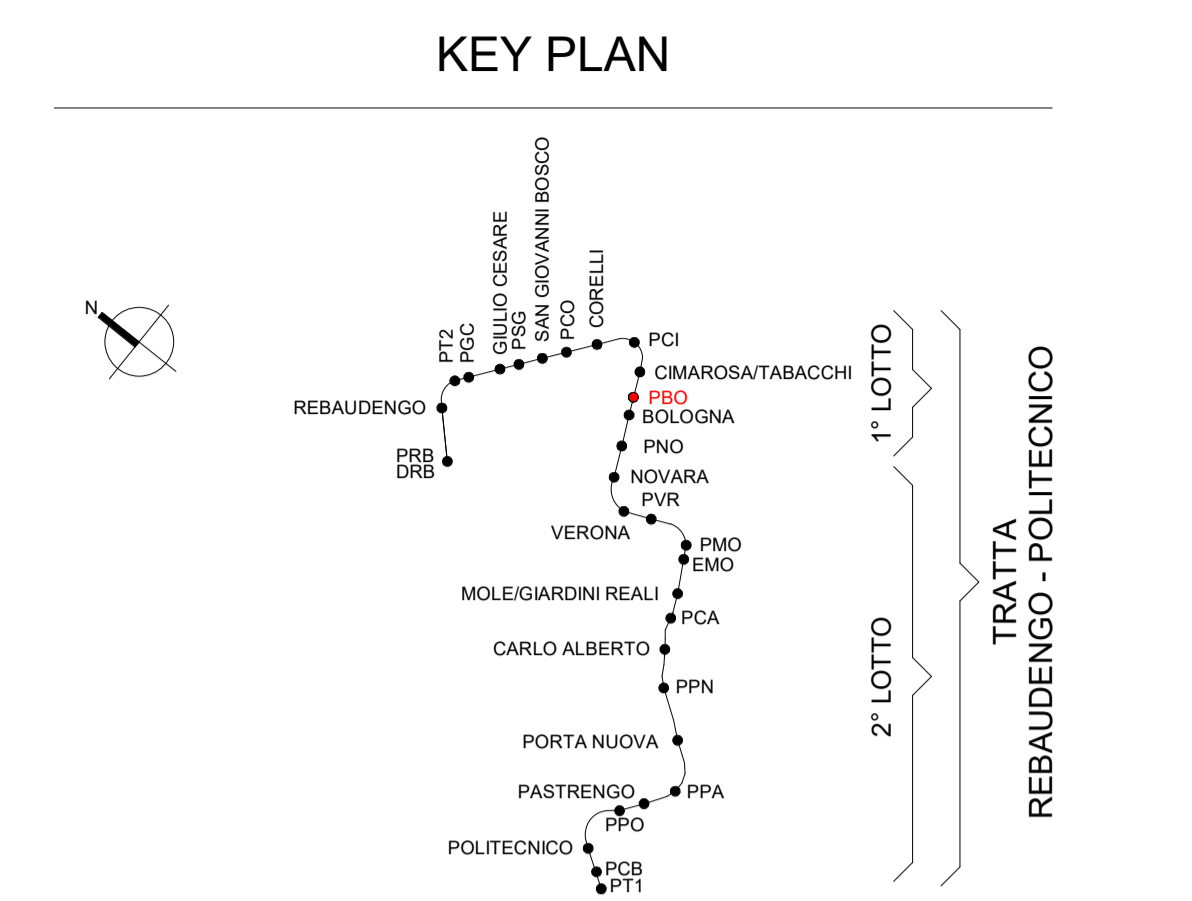 KEY PLAN
N
PT2
PGC
GIULIO CESARE
PSG
SAN GIOVANNI BOSCO
PCO
CORELLI
PCI
CIMAROSA/TABACCHI
PBO
REBAUDENGO
BOLOGNA
PNO
PRB
DRB
NOVARA
PVR
VERONA
PMO
EMO
MOLE/GIARDINI REALI
PCA
CARLO ALBERTO
PPN
PORTA NUOVA
PASTRENGO
PPA
PPO
POLITECNICO
PCB
PT1
1° LOTTO
2° LOTTO
TRATTA
REBAUDENGO - POLITECNICO